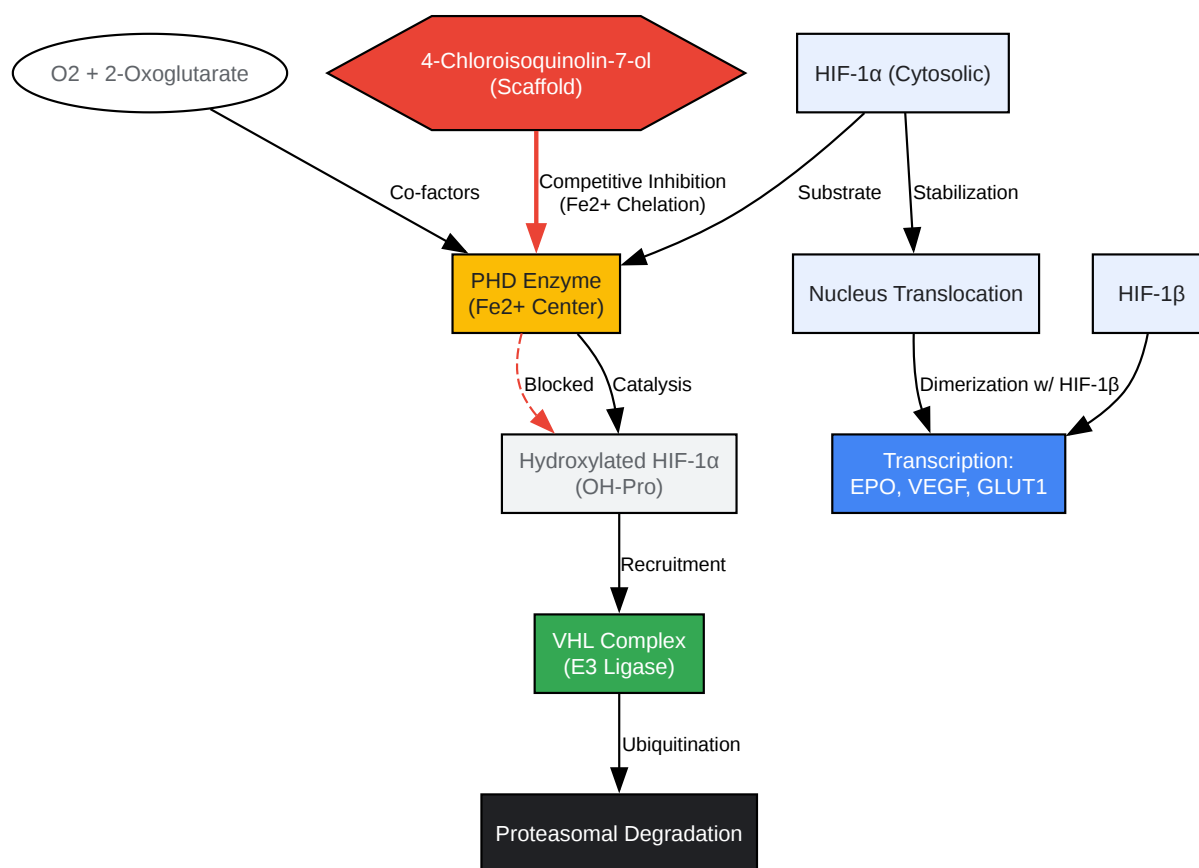 O2 + 2-Oxoglutarate
4-Chloroisoquinolin-7-ol
(Scaffold)
HIF-1α (Cytosolic)
Co-factors
Competitive Inhibition
(Fe2+ Chelation)
Substrate
Stabilization
PHD Enzyme
(Fe2+ Center)
Nucleus Translocation
HIF-1β
Blocked
Catalysis
Dimerization w/ HIF-1β
Hydroxylated HIF-1α
(OH-Pro)
Transcription:
EPO, VEGF, GLUT1
Recruitment
VHL Complex
(E3 Ligase)
Ubiquitination
Proteasomal Degradation